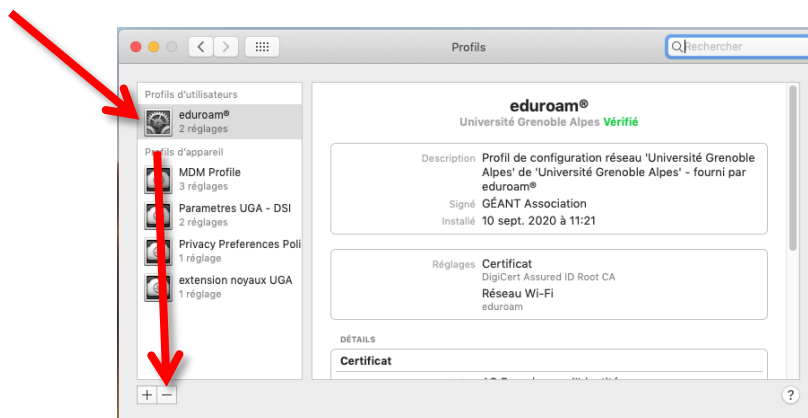 Profils
Rechercher
Profils d'utilisateurs
eduroam®
2 réglages
Profils d'appareil
MDM Profile
3 réglages
Parametres UGA - DSI
2 réglages
Privacy Preferences Poli
1 réglage
extension noyaux UGA
1 réglage
eduroam®
Université Grenoble Alpes Vérifié
Description Profil de configuration réseau 'Université Grenoble
Alpes' de 'Université Grenoble Alpes' - fourni par
eduroam®
Signé GÉANT Association
Installé 10 sept. 2020 à 11:21
Réglages Certificat
DigiCert Assured ID Root CA
Réseau Wi-Fi
eduroam
DÉTAILS
Certificat
+ −
?